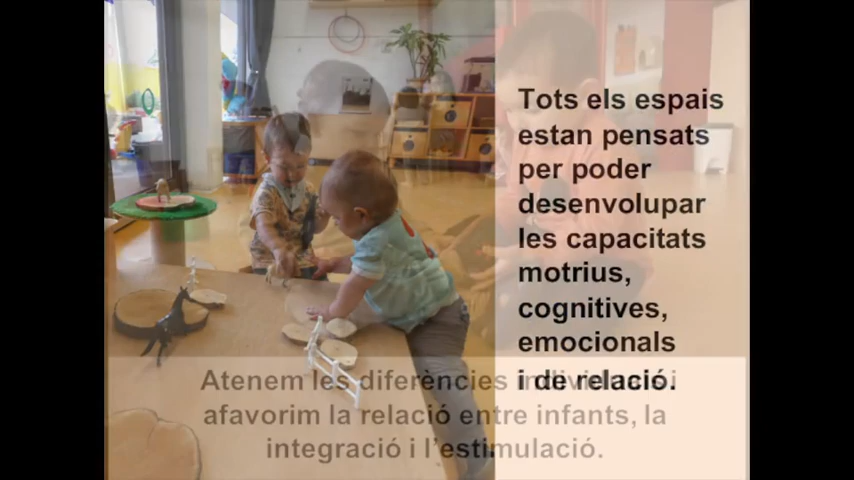 Tots els espais
estan pensats
per poder
desenvolupar
les capacitats
motrius,
cognitives,
emocionals
i de relació.
Atenem les diferències individuals i
afavorim la relació entre infants, la
integració i l'estimulació.